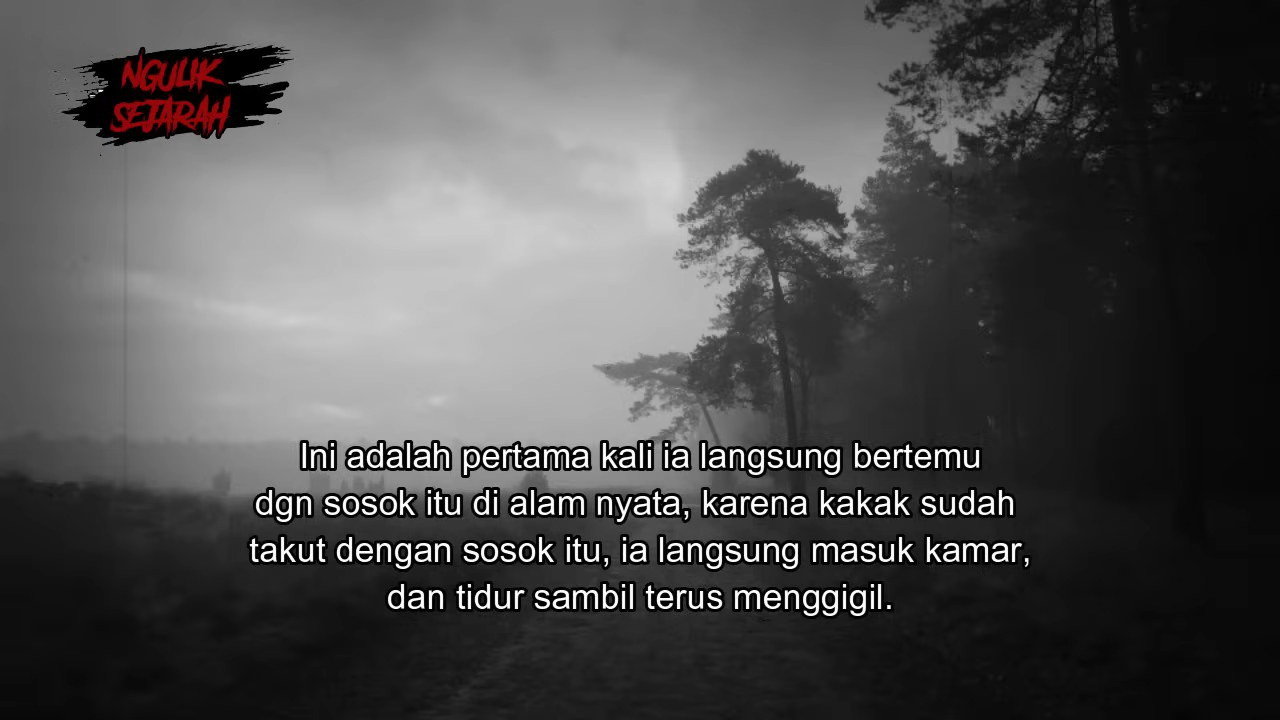 NGULIK
SEJARAH
Ini adalah pertama kali ia langsung bertemu
dgn sosok itu di alam nyata, karena kakak sudah
takut dengan sosok itu, ia langsung masuk kamar,
dan tidur sambil terus menggigil.